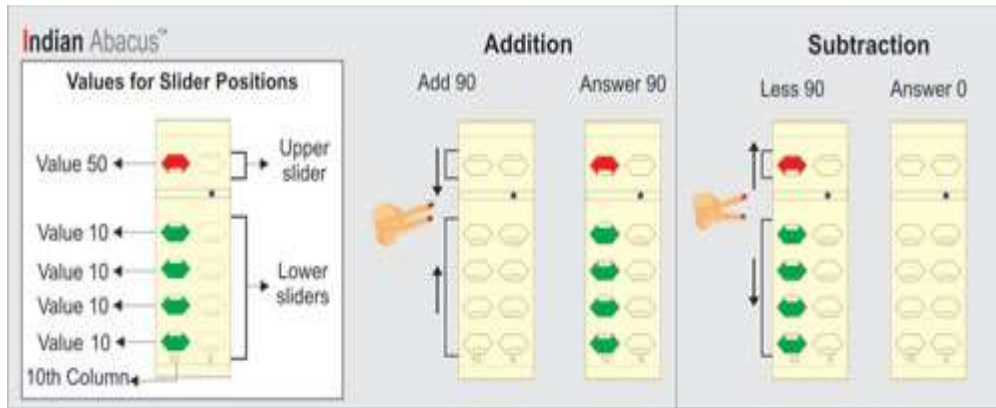 Indian Abacus™
Values for Slider Positions
Value 50
Upper
slider
Value 10
Value 10
Value 10
Value 10
Lower
sliders
10th Column
Addition
Add 90
Answer 90
Subtraction
Less 90
Answer 0